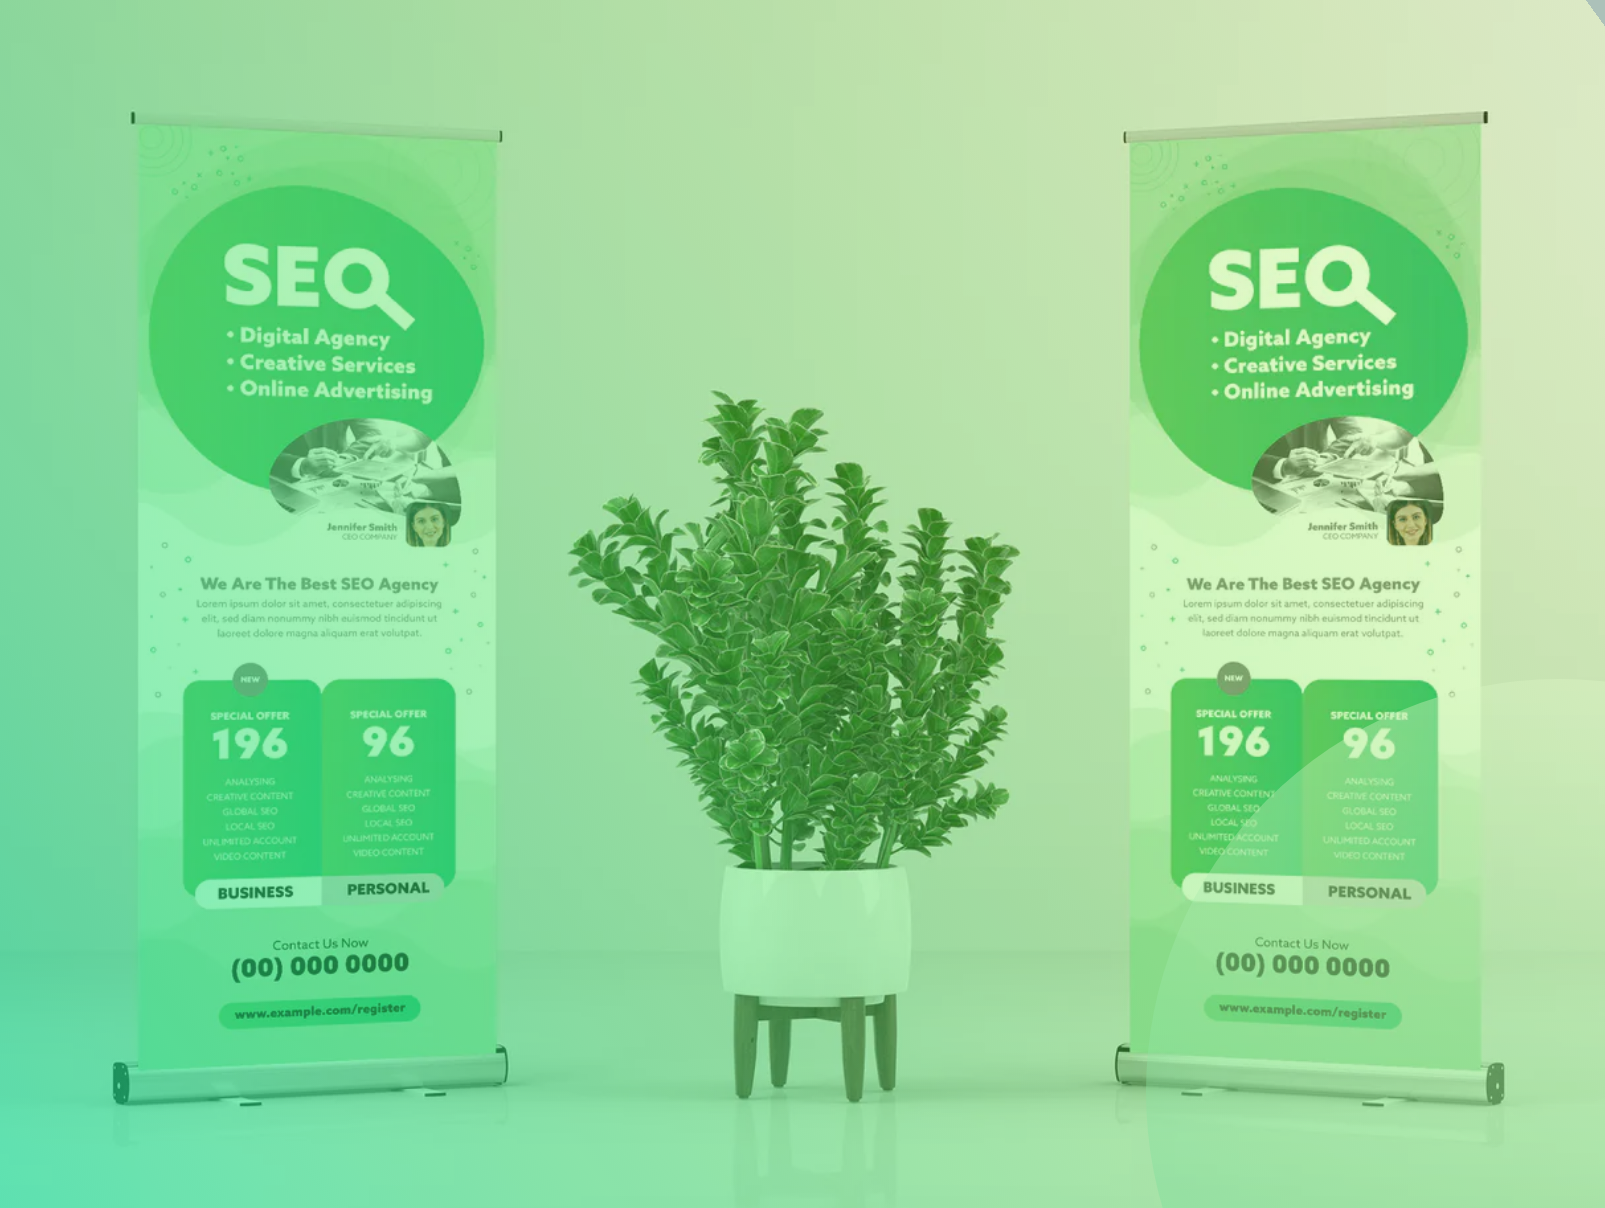 SEO
• Digital Agency
• Creative Services
• Online Advertising
Jennifer Smith
CEO COMPANY
We Are The Best SEO Agency
Lorem ipsum dolor sit amet, consectetuer adipiscing
elit, sed diam nonummy nibh euismod tincidunt ut
laoreet dolore magna aliquam erat volutpat.
NEW
SPECIAL OFFER
196
ANALYSING
CREATIVE CONTENT
GLOBAL SEO
LOCAL SEO
UNLIMITED ACCOUNT
VIDEO CONTENT
BUSINESS
SPECIAL OFFER
96
ANALYSING
CREATIVE CONTENT
GLOBAL SEO
LOCAL SEO
UNLIMITED ACCOUNT
VIDEO CONTENT
PERSONAL
Contact Us Now
(00) 000 0000
www.example.com/register
SEO
• Digital Agency
• Creative Services
• Online Advertising
Jennifer Smith
CEO COMPANY
We Are The Best SEO Agency
Lorem ipsum dolor sit amet, consectetuer adipiscing
elit, sed diam nonummy nibh euismod tincidunt ut
laoreet dolore magna aliquam erat volutpat.
NEW
SPECIAL OFFER
196
ANALYSING
CREATIVE CONTENT
GLOBAL SEO
LOCAL SEO
UNLIMITED ACCOUNT
VIDEO CONTENT
BUSINESS
SPECIAL OFFER
96
ANALYSING
CREATIVE CONTENT
GLOBAL SEO
LOCAL SEO
UNLIMITED ACCOUNT
VIDEO CONTENT
PERSONAL
Contact Us Now
(00) 000 0000
www.example.com/register